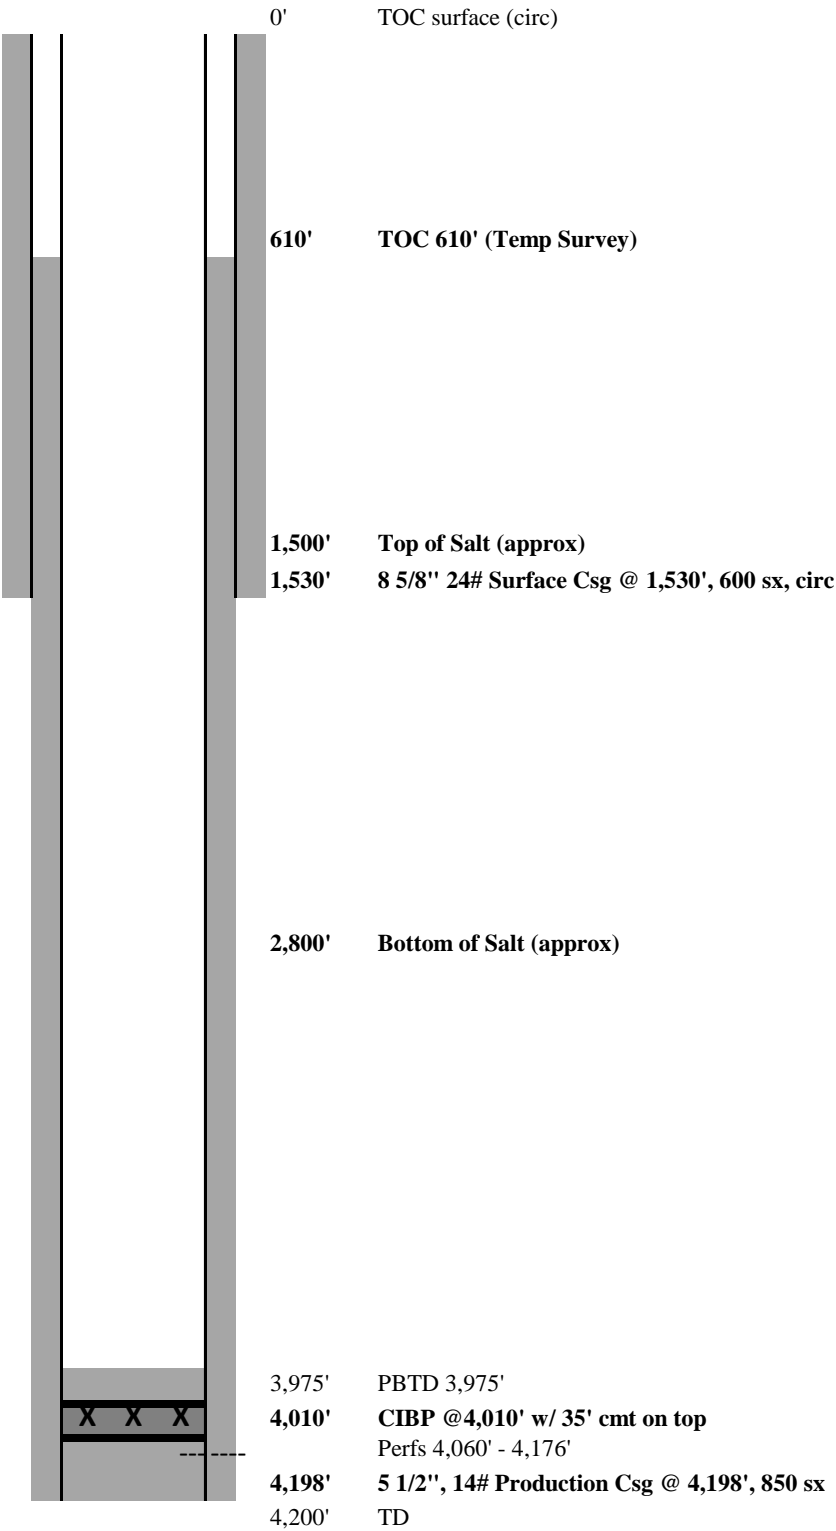 0' TOC surface (circ)
610' TOC 610' (Temp Survey)
1,500' Top of Salt (approx)
1,530' 8 5/8" 24# Surface Csg @ 1,530', 600 sx, circ
2,800' Bottom of Salt (approx)
3,975' PBTD 3,975'
X X X 4,010' CIBP @4,010' w/ 35' cmt on top
Perfs 4,060' - 4,176'
4,198' 5 1/2", 14# Production Csg @ 4,198', 850 sx
4,200' TD